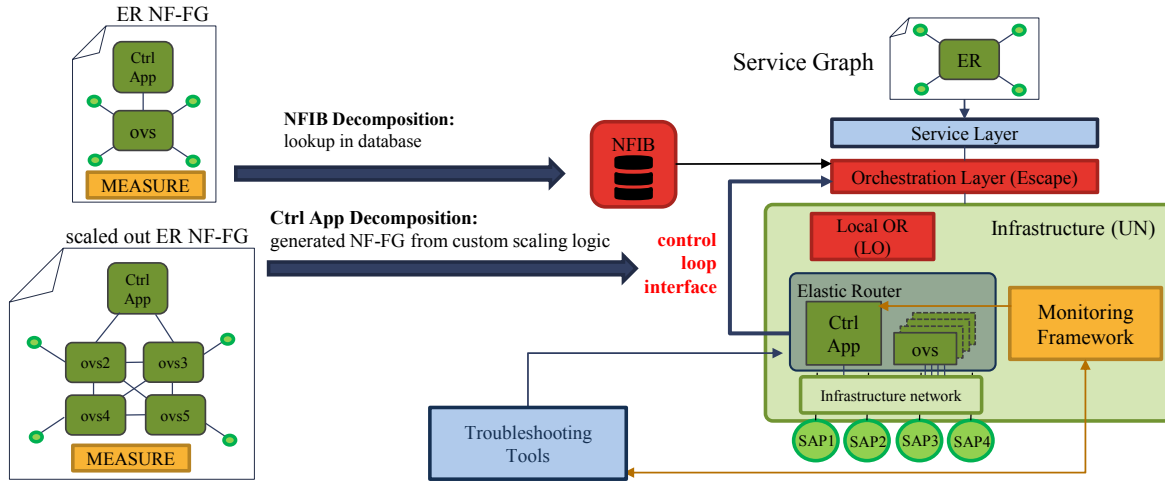 ER NF-FG
Ctrl
App
ovs
MEASURE
NFIB Decomposition:
lookup in database
NFIB
Service Graph
ER
Service Layer
Orchestration Layer (Escape)
scaled out ER NF-FG
Ctrl
App
ovs2
ovs3
ovs4
ovs5
MEASURE
Ctrl App Decomposition:
generated NF-FG from custom scaling logic
control
loop
interface
Infrastructure (UN)
Local OR
(LO)
Elastic Router
Ctrl
App
ovs
Monitoring
Framework
Infrastructure network
SAP1
SAP2
SAP3
SAP4
Troubleshooting
Tools